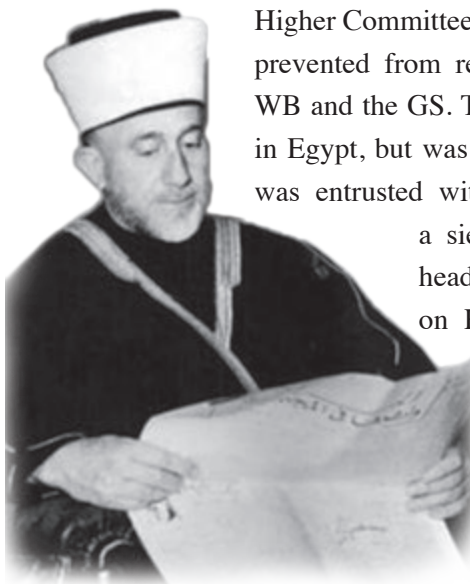 Higher Committee
prevented from re
WB and the GS. T
in Egypt, but was
was entrusted wit
a sie
head
on I